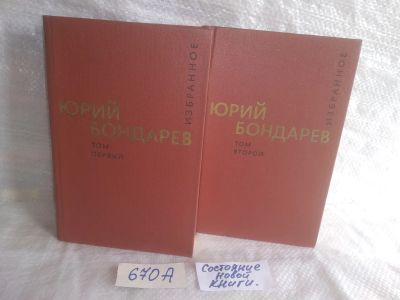 ЮРИЙ
БОНДАРЕВ
ИЗБРАННОЕ
ТОМ
ПЕРВЫЙ
ЮРИЙ
БОНДАРЕВ
ИЗБРАННОЕ
ТОМ
ВТОРОЙ
670А
Состояние
новой
книги.